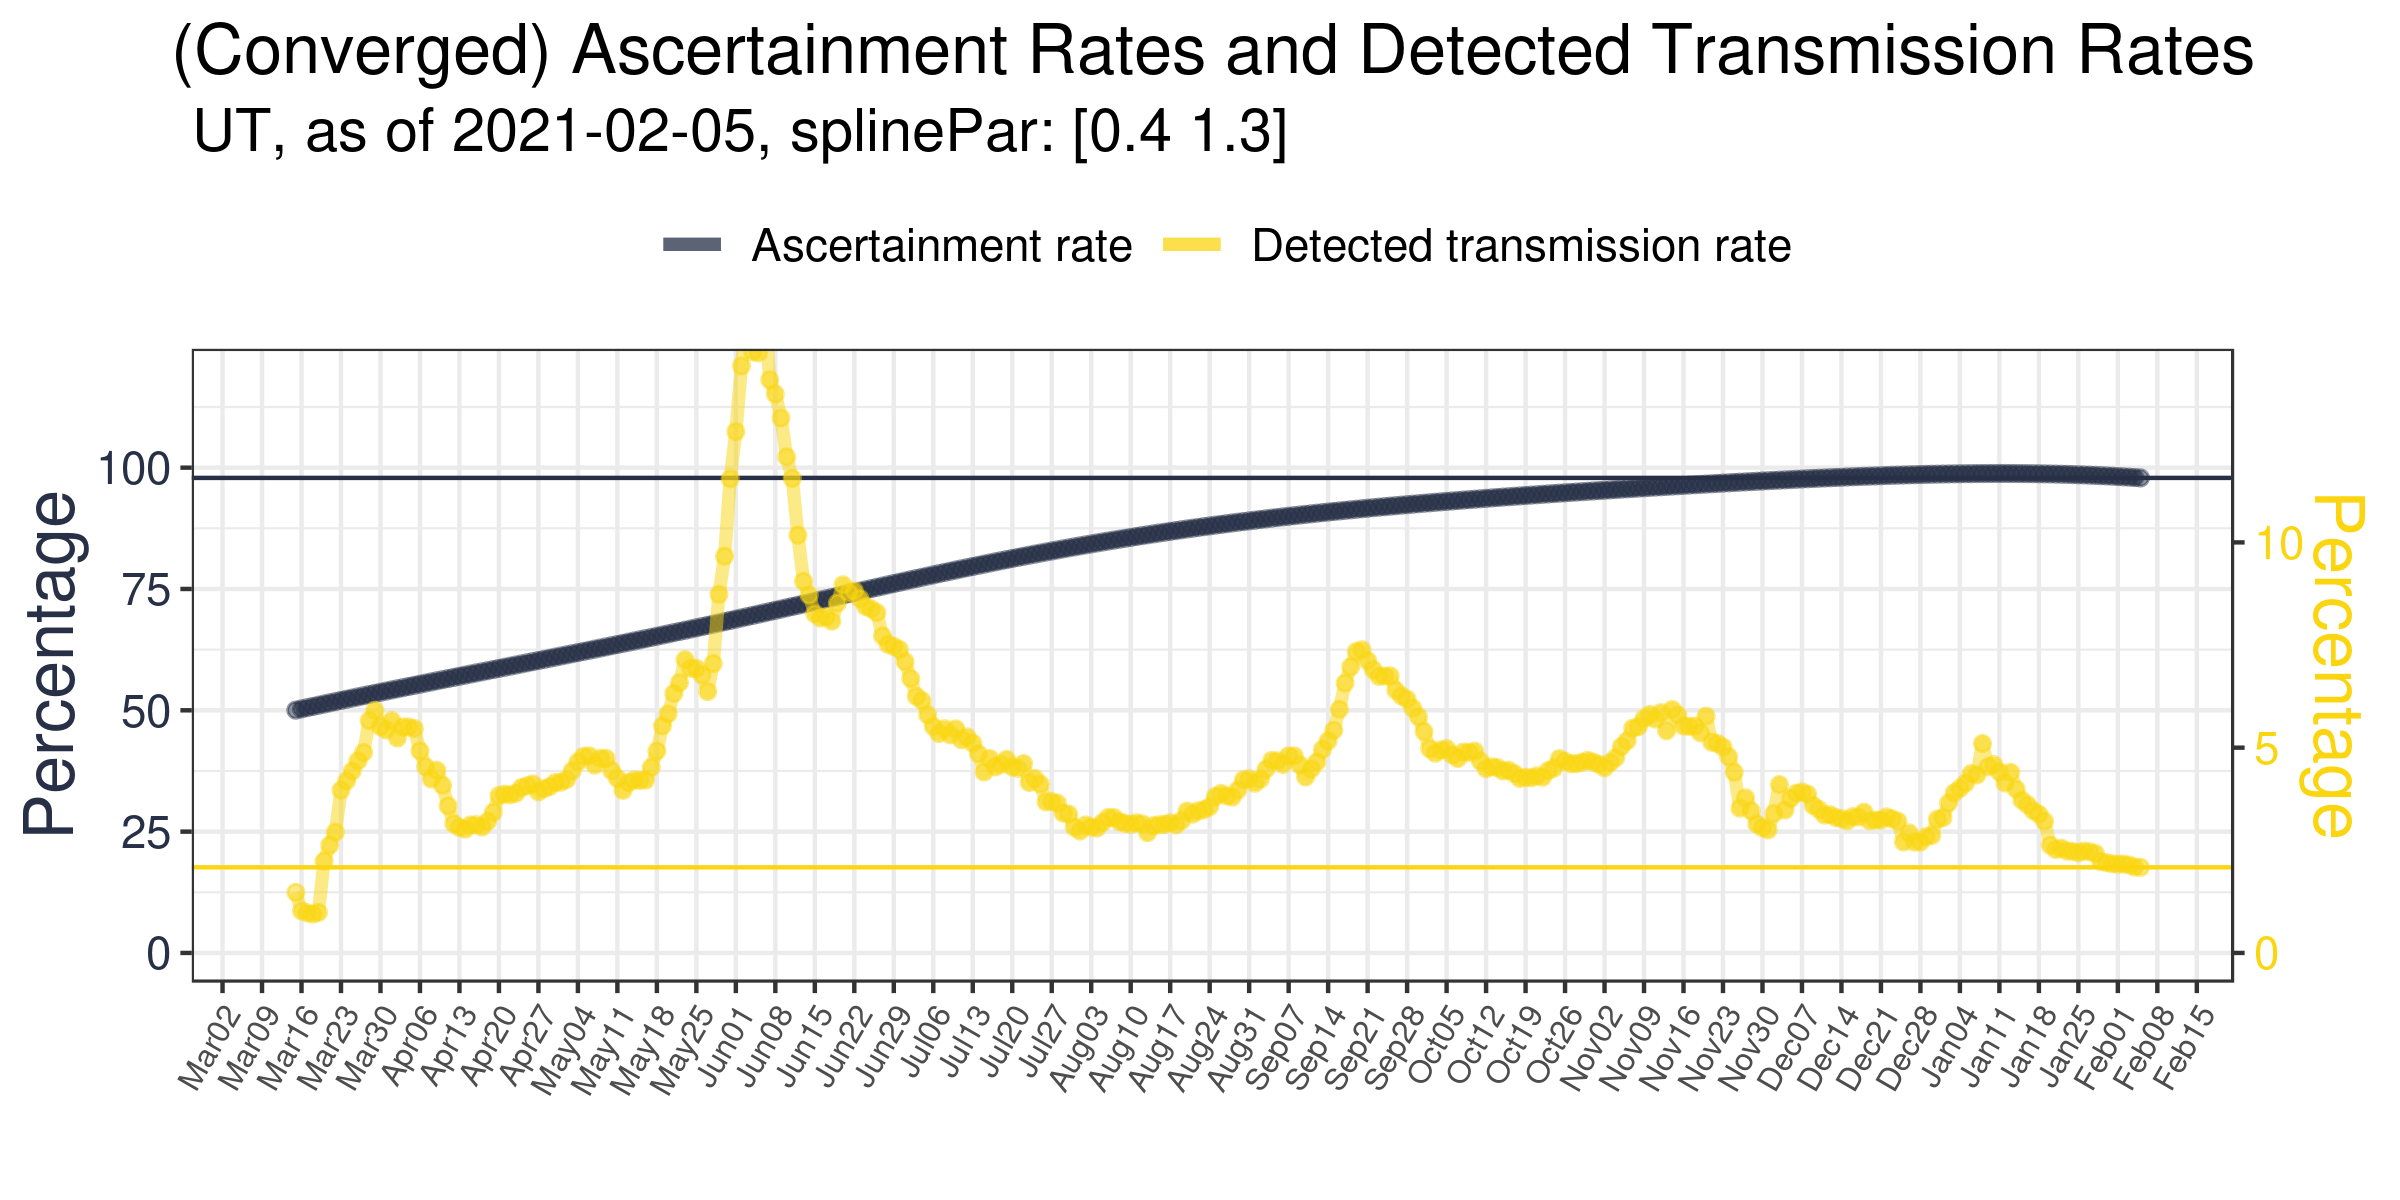 (Converged) Ascertainment Rates and Detected Transmission Rates
UT, as of 2021-02-05, splinePar: [0.4 1.3]
Ascertainment rate Detected transmission rate
Percentage
100
75
50
25
0
10
5
0
Percentage
Mar02 Mar09 Mar16 Mar23 Mar30 Apr06 Apr13 Apr20 Apr27 May04 May11 May18 May25 Jun01 Jun08 Jun15 Jun22 Jun29 Jul06 Jul13 Jul20 Jul27 Aug03 Aug10 Aug17 Aug24 Aug31 Sep07 Sep14 Sep21 Sep28 Oct05 Oct12 Oct19 Oct26 Nov02 Nov09 Nov16 Nov23 Nov30 Dec07 Dec14 Dec21 Dec28 Jan04 Jan11 Jan18 Jan25 Feb01 Feb08 Feb15